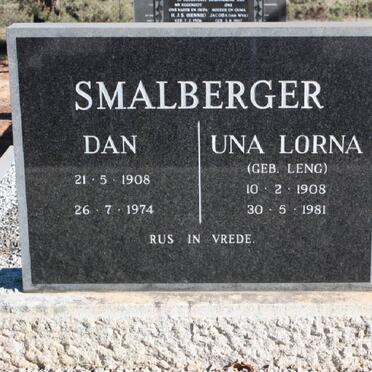 H.J.S. (HENNIE)
SMALBERGER
DAN
21 · 5 · 1908
26 · 7 · 1974
UNA LORNA
(GEB. LENG)
10 · 2 · 1908
30 · 5 · 1981
RUS IN VREDE.